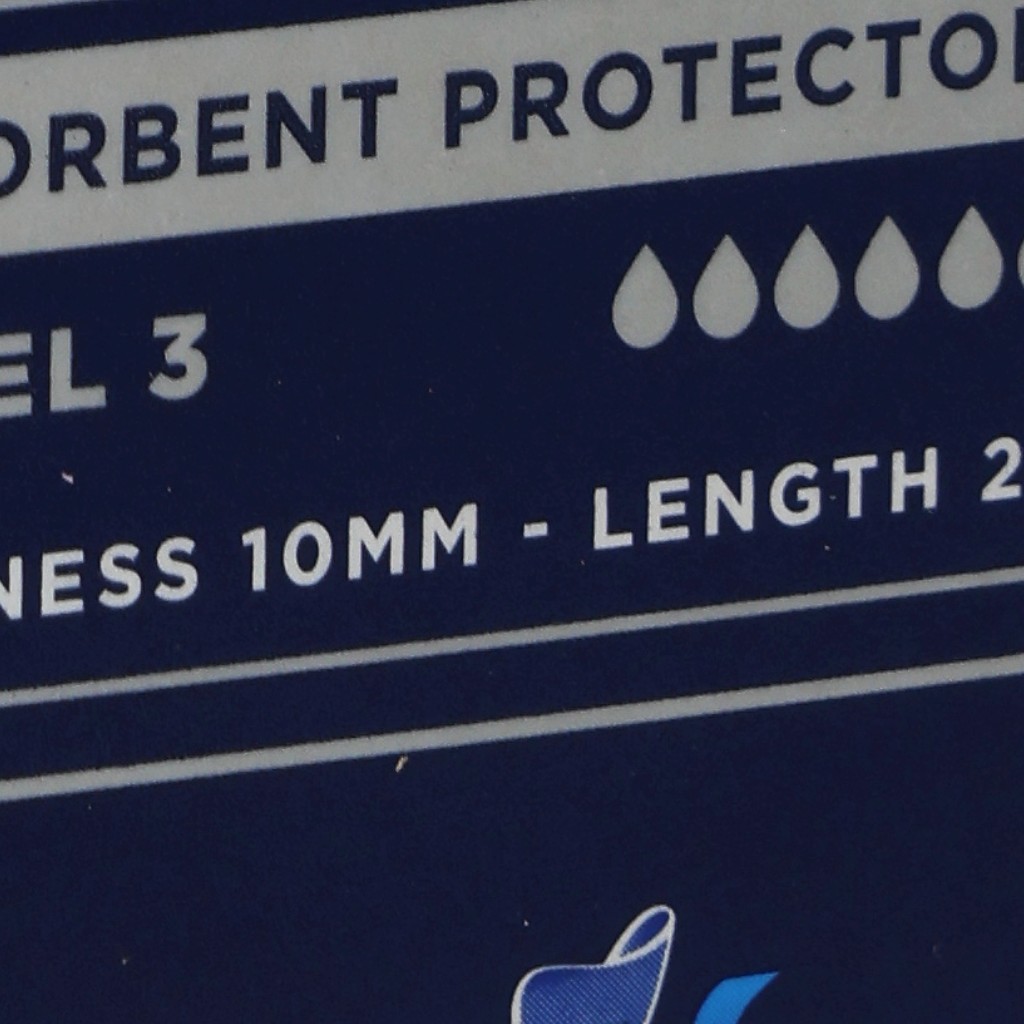 ORBENT PROTECTO
EL 3
NESS 10MM - LENGTH 2